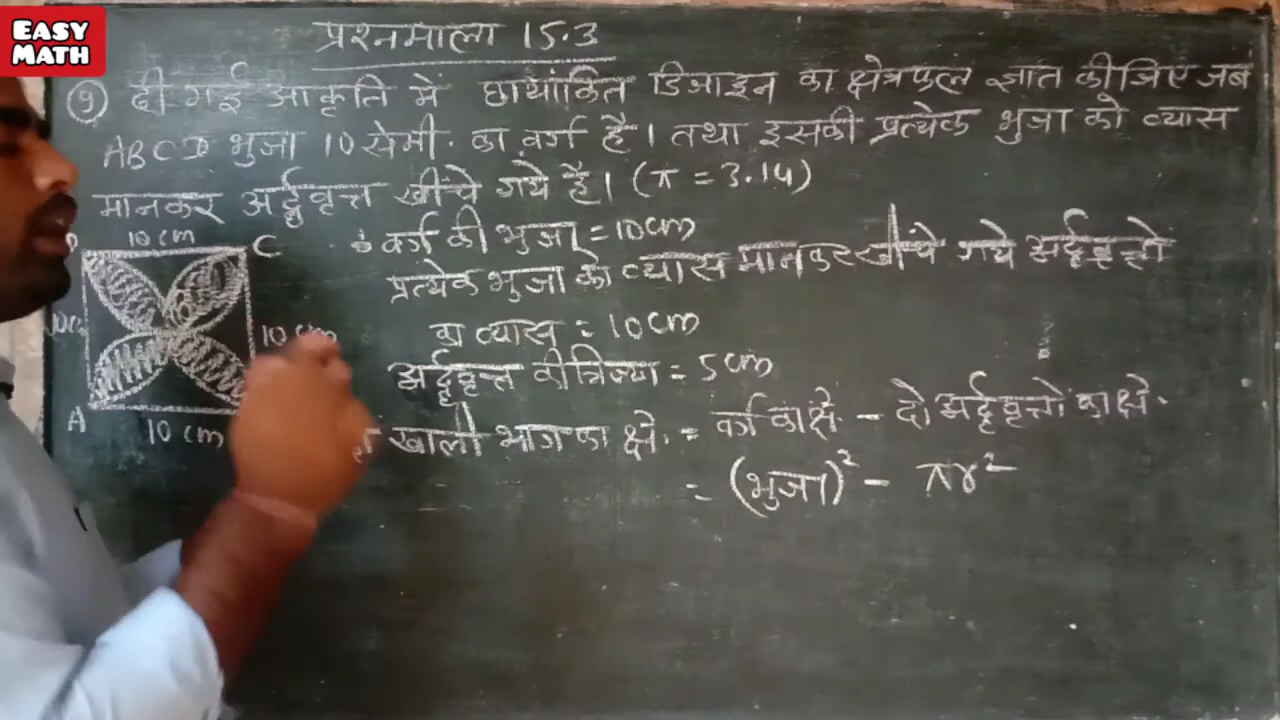 EASY
MATH
प्रश्नमाला 15.3
9) दी गई आकृति में छायांकित डिजाइन का क्षेत्रफल ज्ञात कीजिए जब
ABCD भुजा 10 सेमी. का वर्ग है। तथा इसकी प्रत्येक भुजा को व्यास
मानकर अर्द्धवृत्त खींचे गये है। (π = 3.14)
10 cm
C
10 cm
A
10 cm
वर्ग की भुजा = 10cm
प्रत्येक भुजा को व्यास मानकर खींचे गये अर्द्धवृत्तो
का व्यास = 10cm
अर्द्धवृत्त की त्रिज्या = 5cm
खाली भाग का क्षे. = वर्ग का क्षे. - दो अर्द्धवृत्तों का क्षे.
= (भुजा)² - πr²